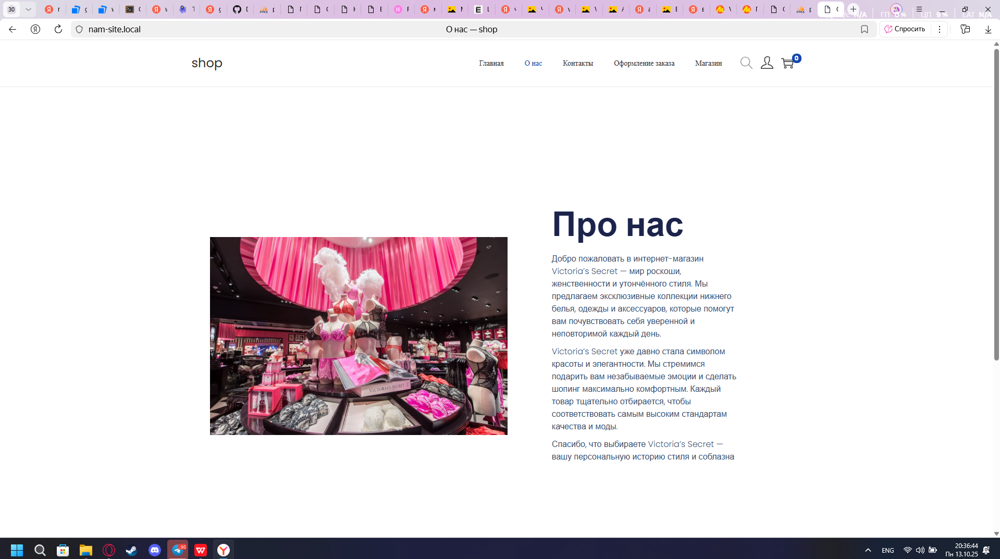 30
nam-site.local
О нас — shop
Спросить
ГП 0%
ЦП 9%
LAT N/A
N/A
shop
Главная
О нас
Контакты
Оформление заказа
Магазин
0
Про нас
Добро пожаловать в интернет-магазин
Victoria’s Secret — мир роскоши,
женственности и утончённого стиля. Мы
предлагаем эксклюзивные коллекции нижнего
белья, одежды и аксессуаров, которые помогут
вам почувствовать себя уверенной и
неповторимой каждый день.
Victoria’s Secret уже давно стала символом
красоты и элегантности. Мы стремимся
подарить вам незабываемые эмоции и сделать
шопинг максимально комфортным. Каждый
товар тщательно отбирается, чтобы
соответствовать самым высоким стандартам
качества и моды.
Спасибо, что выбираете Victoria’s Secret —
вашу персональную историю стиля и соблазна
VICTORIA'S SECRET
90
ENG
20:36:44
Пн 13.10.25